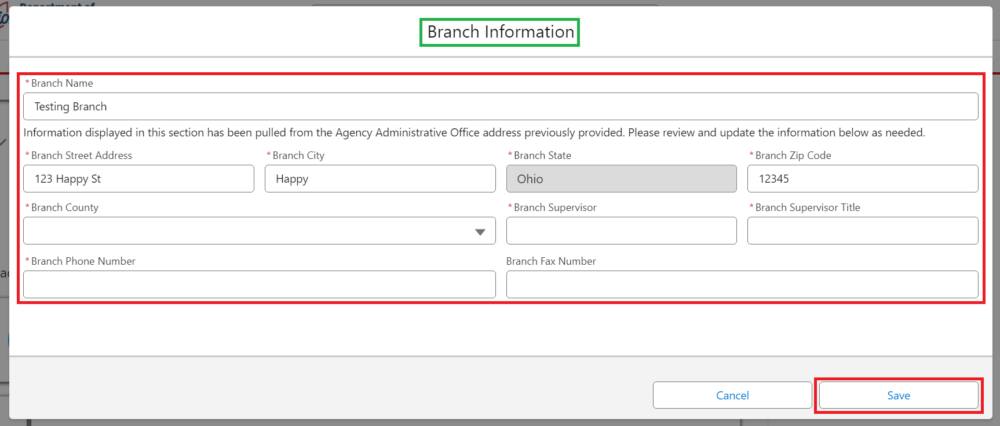 Department of
Branch Information
* Branch Name
Testing Branch
Information displayed in this section has been pulled from the Agency Administrative Office address previously provided. Please review and update the information below as needed.
* Branch Street Address * Branch City * Branch State * Branch Zip Code
123 Happy St Happy Ohio 12345
* Branch County * Branch Supervisor * Branch Supervisor Title
* Branch Phone Number Branch Fax Number
Cancel Save